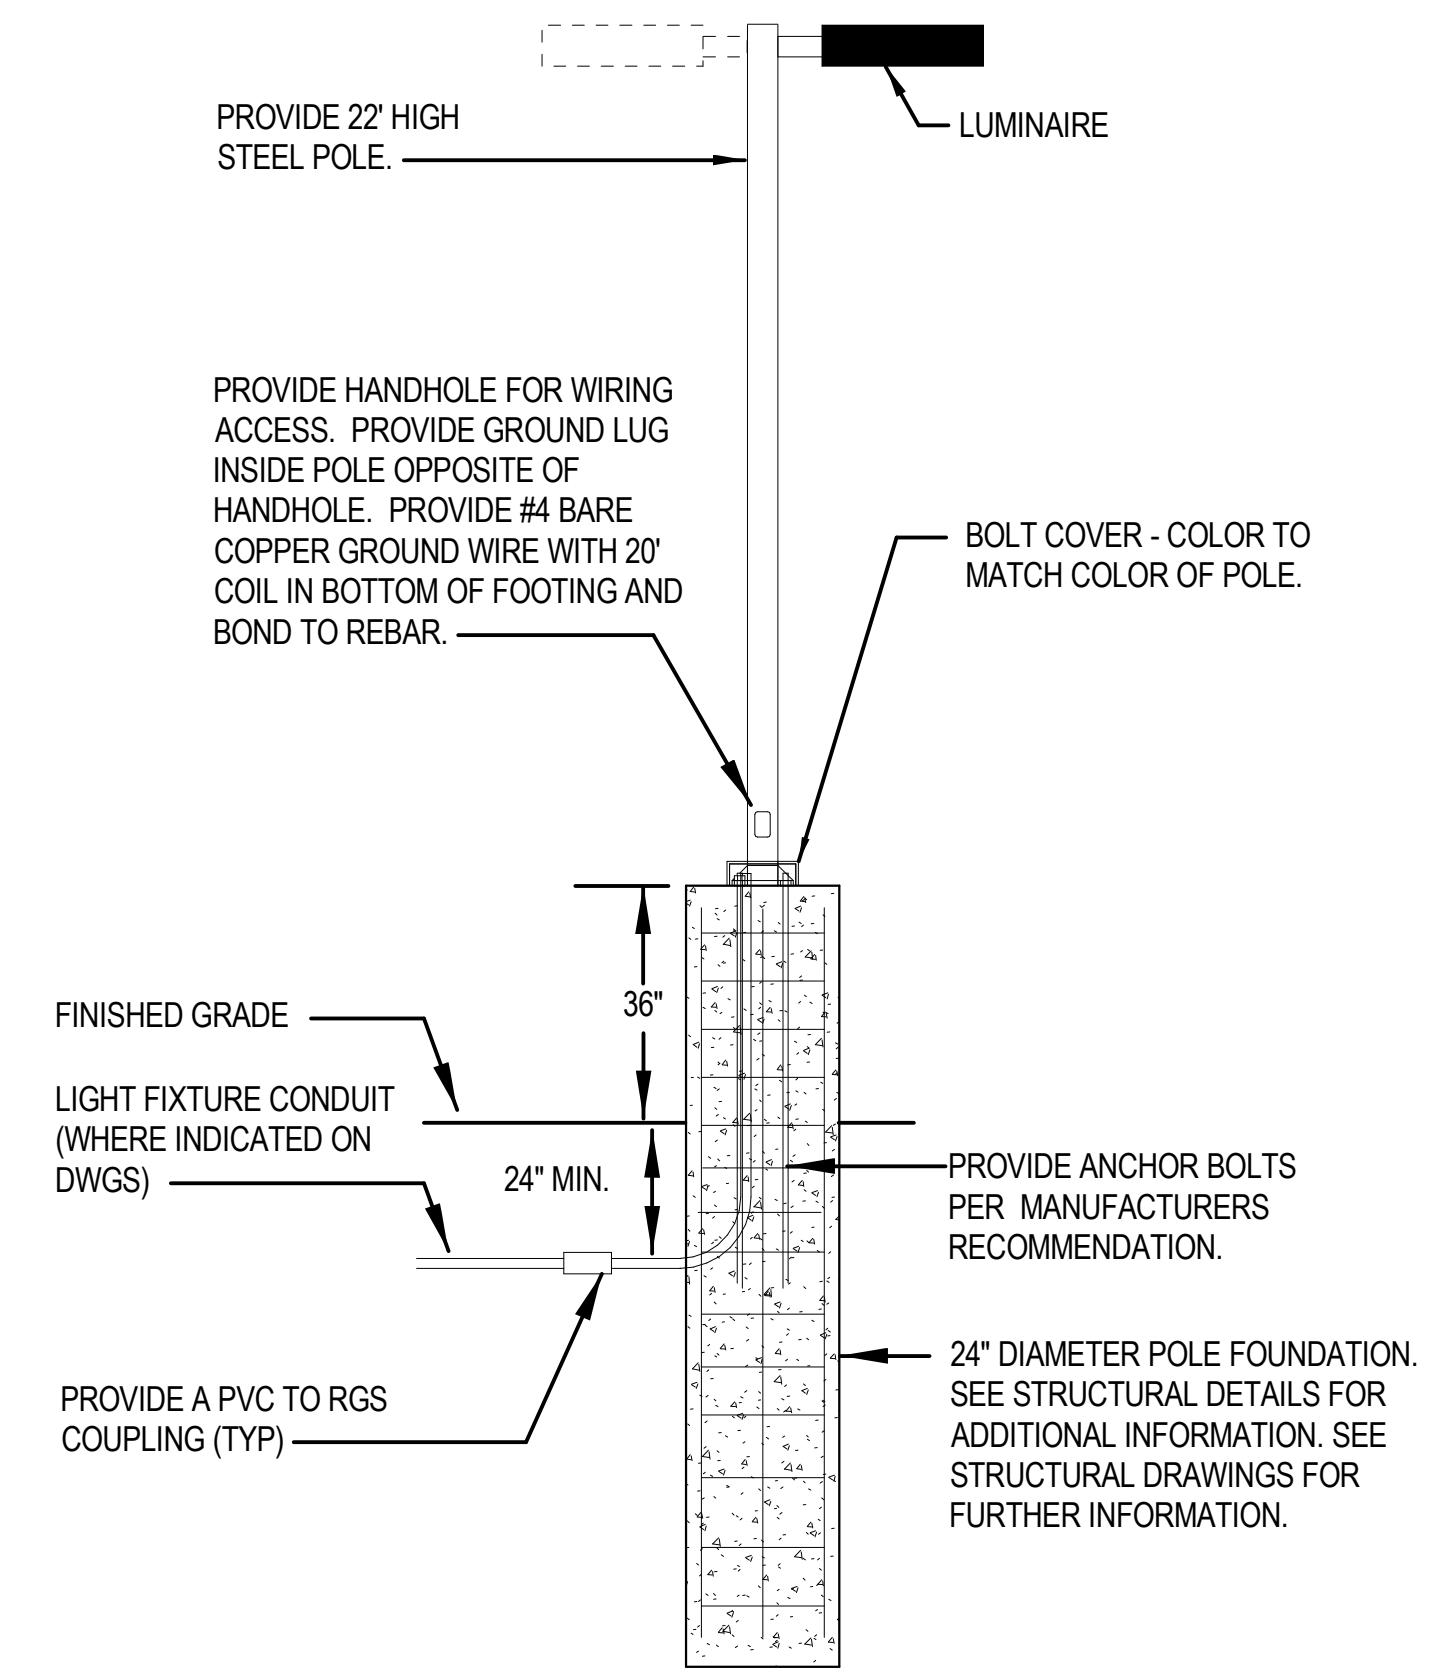 PROVIDE 22' HIGH
STEEL POLE.
LUMINAIRE
PROVIDE HANDHOLE FOR WIRING
ACCESS.  PROVIDE GROUND LUG
INSIDE POLE OPPOSITE OF
HANDHOLE.  PROVIDE #4 BARE
COPPER GROUND WIRE WITH 20'
COIL IN BOTTOM OF FOOTING AND
BOND TO REBAR.
BOLT COVER - COLOR TO
MATCH COLOR OF POLE.
36"
FINISHED GRADE
LIGHT FIXTURE CONDUIT
(WHERE INDICATED ON
DWGS)
24" MIN.
PROVIDE ANCHOR BOLTS
PER  MANUFACTURERS
RECOMMENDATION.
PROVIDE A PVC TO RGS
COUPLING (TYP)
24" DIAMETER POLE FOUNDATION.
SEE STRUCTURAL DETAILS FOR
ADDITIONAL INFORMATION. SEE
STRUCTURAL DRAWINGS FOR
FURTHER INFORMATION.